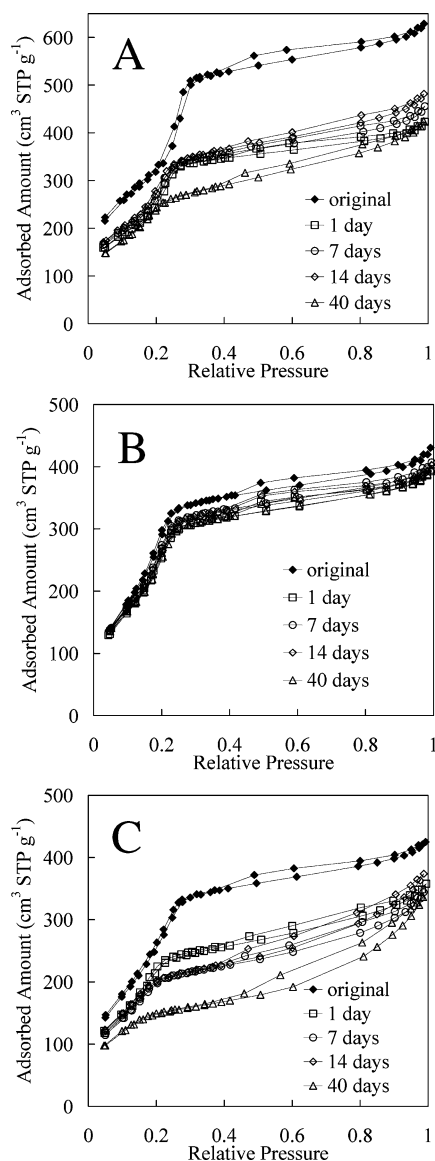 A
Adsorbed Amount (cm³ STP g⁻¹)
600
500
400
300
200
100
0
original
1 day
7 days
14 days
40 days
0
0.2
0.4
0.6
0.8
1
Relative Pressure
B
Adsorbed Amount (cm³ STP g⁻¹)
500
400
300
200
100
0
original
1 day
7 days
14 days
40 days
0
0.2
0.4
0.6
0.8
1
Relative Pressure
C
Adsorbed Amount (cm³ STP g⁻¹)
500
400
300
200
100
0
original
1 day
7 days
14 days
40 days
0
0.2
0.4
0.6
0.8
1
Relative Pressure